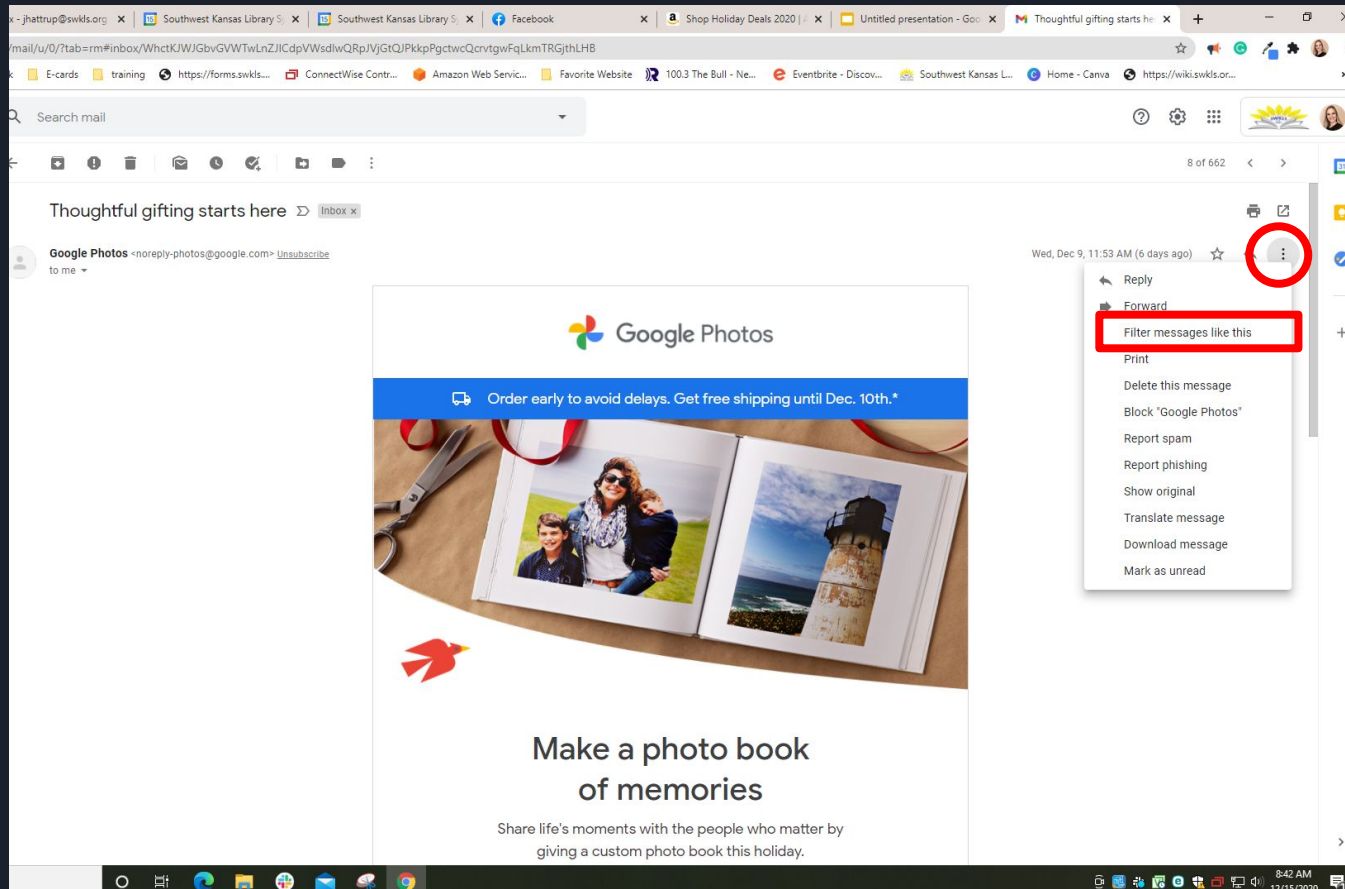 x - jhattrup@swkls.org
Southwest Kansas Library Sy
Southwest Kansas Library Sy
Facebook
Shop Holiday Deals 2020 | A
Untitled presentation - Goo
Thoughtful gifting starts he
/mail/u/0/?tab=rm#inbox/WhctKJWJGbvGVWTwLnZJlCdpVWsdlwQRpJVjGtQJPkkpPgctwcQcrvtgwFqLkmTRGjthLHB
k E-cards training https://forms.swkls.... ConnectWise Contr... Amazon Web Servic... Favorite Website 100.3 The Bull - Ne... Eventbrite - Discov... Southwest Kansas L... Home - Canva https://wiki.swkls.or...
Search mail
8 of 662
Thoughtful gifting starts here Inbox x
Google Photos <noreply-photos@google.com> Unsubscribe
Wed, Dec 9, 11:53 AM (6 days ago)
to me
Reply
Forward
Filter messages like this
Print
Delete this message
Block "Google Photos"
Report spam
Report phishing
Show original
Translate message
Download message
Mark as unread
Google Photos
Order early to avoid delays. Get free shipping until Dec. 10th.*
Make a photo book
of memories
Share life's moments with the people who matter by
giving a custom photo book this holiday.
8:42 AM
12/15/2020